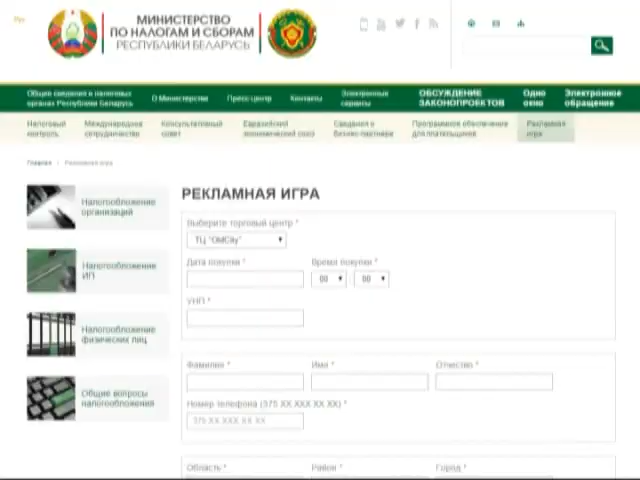 Рус
МИНИСТЕРСТВО
ПО НАЛОГАМ И СБОРАМ
РЕСПУБЛИКИ БЕЛАРУСЬ
Общие сведения о налоговых
органах Республики Беларусь
О Министерстве
Пресс-центр
Контакты
Электронные
сервисы
ОБСУЖДЕНИЕ
ЗАКОНОПРОЕКТОВ
Одно
окно
Электронное
обращение
Налоговый
контроль
Международное
сотрудничество
Консультативный
совет
Евразийский
экономический союз
Сведения о
бизнес-партнере
Программное обеспечение
для плательщиков
Рекламная
игра
Главная
Рекламная игра
Налогообложение
организаций
Налогообложение
ИП
Налогообложение
физических лиц
Общие вопросы
налогообложения
РЕКЛАМНАЯ ИГРА
Выберите торговый центр *
ТЦ "OMCity"
Дата покупки * Время покупки *
00 00
УНП *
Фамилия * Имя * Отчество *
Номер телефона (375 XX XXX XX XX) *
375 XX XXX XX XX
Область * Район * Город *